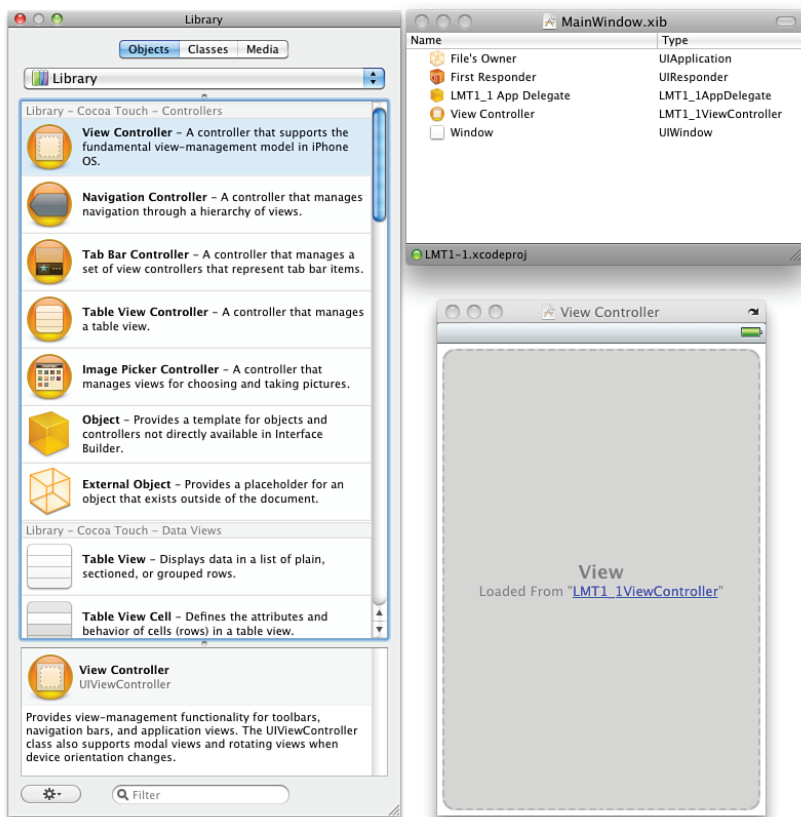 Library
Objects Classes Media
Library
Library – Cocoa Touch – Controllers
View Controller – A controller that supports the
fundamental view-management model in iPhone
OS.
Navigation Controller – A controller that manages
navigation through a hierarchy of views.
Tab Bar Controller – A controller that manages a
set of view controllers that represent tab bar items.
Table View Controller – A controller that manages
a table view.
Image Picker Controller – A controller that
manages views for choosing and taking pictures.
Object – Provides a template for objects and
controllers not directly available in Interface
Builder.
External Object – Provides a placeholder for an
object that exists outside of the document.
Library – Cocoa Touch – Data Views
Table View – Displays data in a list of plain,
sectioned, or grouped rows.
Table View Cell – Defines the attributes and
behavior of cells (rows) in a table view.
View Controller
UIViewController
Provides view-management functionality for toolbars,
navigation bars, and application views. The UIViewController
class also supports modal views and rotating views when
device orientation changes.
Filter
MainWindow.xib
Name Type
File's Owner UIApplication
First Responder UIResponder
LMT1_1 App Delegate LMT1_1AppDelegate
View Controller LMT1_1ViewController
Window UIWindow
LMT1-1.xcodeproj
View Controller
View
Loaded From "LMT1_1ViewController"